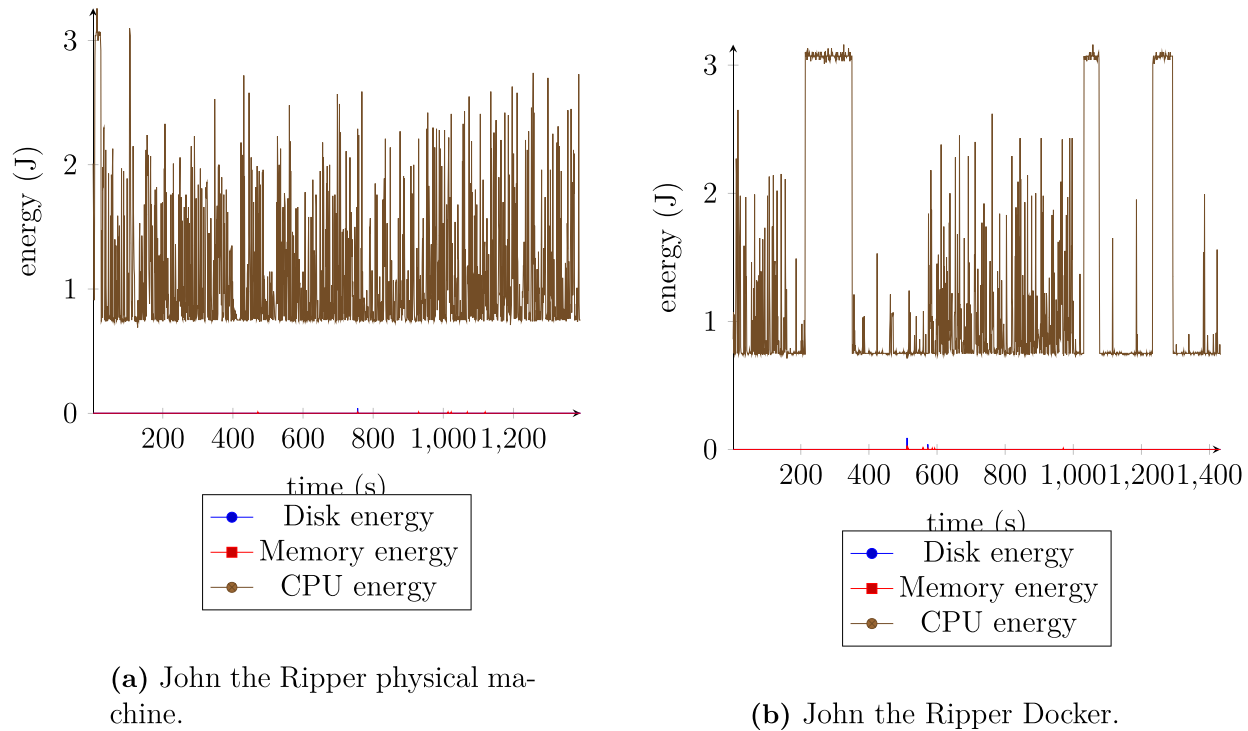 3
2
1
0
energy (J)
200 400 600 800 1,000 1,200
time (s)
Disk energy
Memory energy
CPU energy
(a) John the Ripper physical ma-
chine.
3
2
1
0
energy (J)
200 400 600 800 1,000 1,200 1,400
time (s)
Disk energy
Memory energy
CPU energy
(b) John the Ripper Docker.